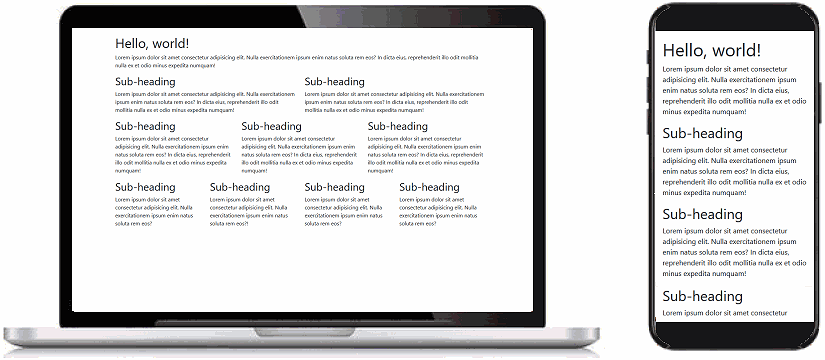 Hello, world!
Lorem ipsum dolor sit amet consectetur adipisicing elit. Nulla exercitationem ipsum enim natus soluta rem eos? In dicta eius, reprehenderit illo odit mollitia
nulla ex et odio minus expedita numquam!
Sub-heading
Lorem ipsum dolor sit amet consectetur adipisicing elit. Nulla exercitationem
ipsum enim natus soluta rem eos? In dicta eius, reprehenderit illo odit
mollitia nulla ex et odio minus expedita numquam!
Sub-heading
Lorem ipsum dolor sit amet consectetur adipisicing elit. Nulla exercitationem
ipsum enim natus soluta rem eos? In dicta eius, reprehenderit illo odit
mollitia nulla ex et odio minus expedita numquam!
Sub-heading
Lorem ipsum dolor sit amet consectetur
adipisicing elit. Nulla exercitationem ipsum
enim natus soluta rem eos? In dicta eius, reprehenderit
illo odit mollitia nulla ex et odio minus expedita
numquam!
Sub-heading
Lorem ipsum dolor sit amet consectetur
adipisicing elit. Nulla exercitationem ipsum enim
natus soluta rem eos? In dicta eius, reprehenderit
illo odit mollitia nulla ex et odio minus expedita
numquam!
Sub-heading
Lorem ipsum dolor sit amet consectetur
adipisicing elit. Nulla exercitationem ipsum enim
natus soluta rem eos? In dicta eius, reprehenderit
illo odit mollitia nulla ex et odio minus expedita
numquam!
Sub-heading
Lorem ipsum dolor sit amet
consectetur adipisicing elit. Nulla
exercitationem ipsum enim natus
soluta rem eos?
Sub-heading
Lorem ipsum dolor sit amet
consectetur adipisicing elit. Nulla
exercitationem ipsum enim natus
soluta rem eos?!
Sub-heading
Lorem ipsum dolor sit amet
consectetur adipisicing elit. Nulla
exercitationem ipsum enim natus
soluta rem eos?
Sub-heading
Lorem ipsum dolor sit amet
consectetur adipisicing elit. Nulla
exercitationem ipsum enim natus
soluta rem eos?
Hello, world!
Lorem ipsum dolor sit amet consectetur
adipisicing elit. Nulla exercitationem ipsum
enim natus soluta rem eos? In dicta eius,
reprehenderit illo odit mollitia nulla ex et odio
minus expedita numquam!
Sub-heading
Lorem ipsum dolor sit amet consectetur
adipisicing elit. Nulla exercitationem ipsum
enim natus soluta rem eos? In dicta eius,
reprehenderit illo odit mollitia nulla ex et odio
minus expedita numquam!
Sub-heading
Lorem ipsum dolor sit amet consectetur
adipisicing elit. Nulla exercitationem ipsum
enim natus soluta rem eos? In dicta eius,
reprehenderit illo odit mollitia nulla ex et odio
minus expedita numquam!
Sub-heading
Lorem ipsum dolor sit amet consectetur